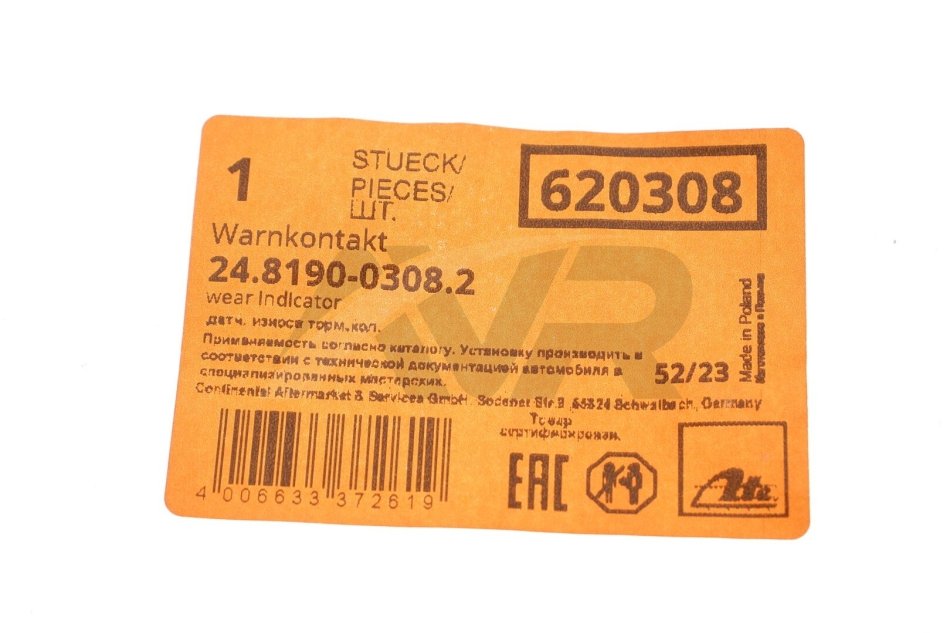 1
STUECK/
PIECES/
ШТ.
620308
Warnkontakt
24.8190-0308.2
wear Indicator
датч. износа торм.кол.
Применяемость согласно каталогу. Установку производить в
соответствии с технической документацией автомобиля в
специализированных мастерских.
52/23
Made in Poland
Изготовлено в Польше
Continental Aftermarket & Services GmbH, Sodener Str.9, 65824 Schwalbach, Germany
Товар
сертифицирован.
4 006633 372619
EAC
VR